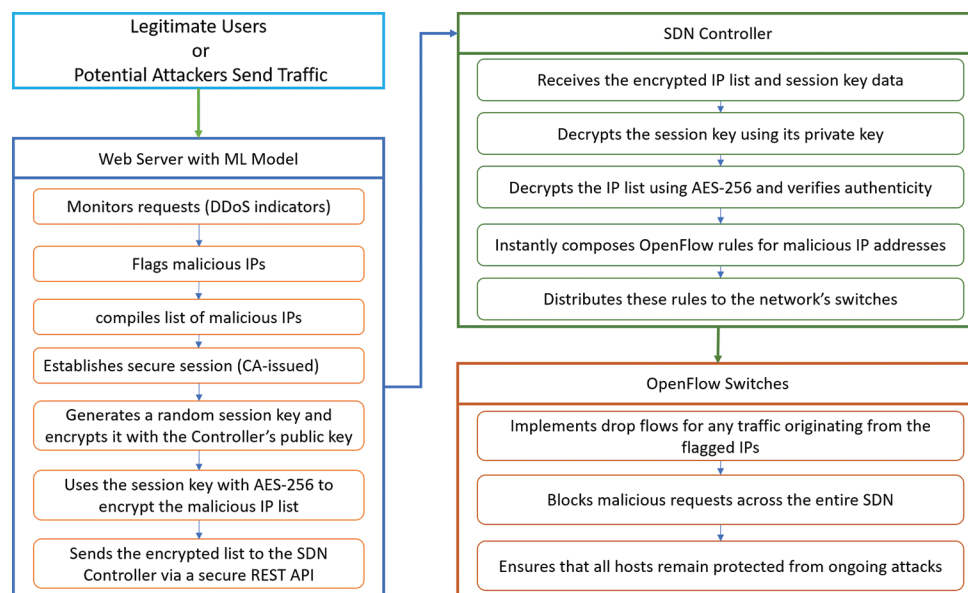 Legitimate Users
or
Potential Attackers Send Traffic
Web Server with ML Model
Monitors requests (DDoS indicators)
Flags malicious IPs
compiles list of malicious IPs
Establishes secure session (CA-issued)
Generates a random session key and
encrypts it with the Controller's public key
Uses the session key with AES-256 to
encrypt the malicious IP list
Sends the encrypted list to the SDN
Controller via a secure REST API
SDN Controller
Receives the encrypted IP list and session key data
Decrypts the session key using its private key
Decrypts the IP list using AES-256 and verifies authenticity
Instantly composes OpenFlow rules for malicious IP addresses
Distributes these rules to the network's switches
OpenFlow Switches
Implements drop flows for any traffic originating from the
flagged IPs
Blocks malicious requests across the entire SDN
Ensures that all hosts remain protected from ongoing attacks